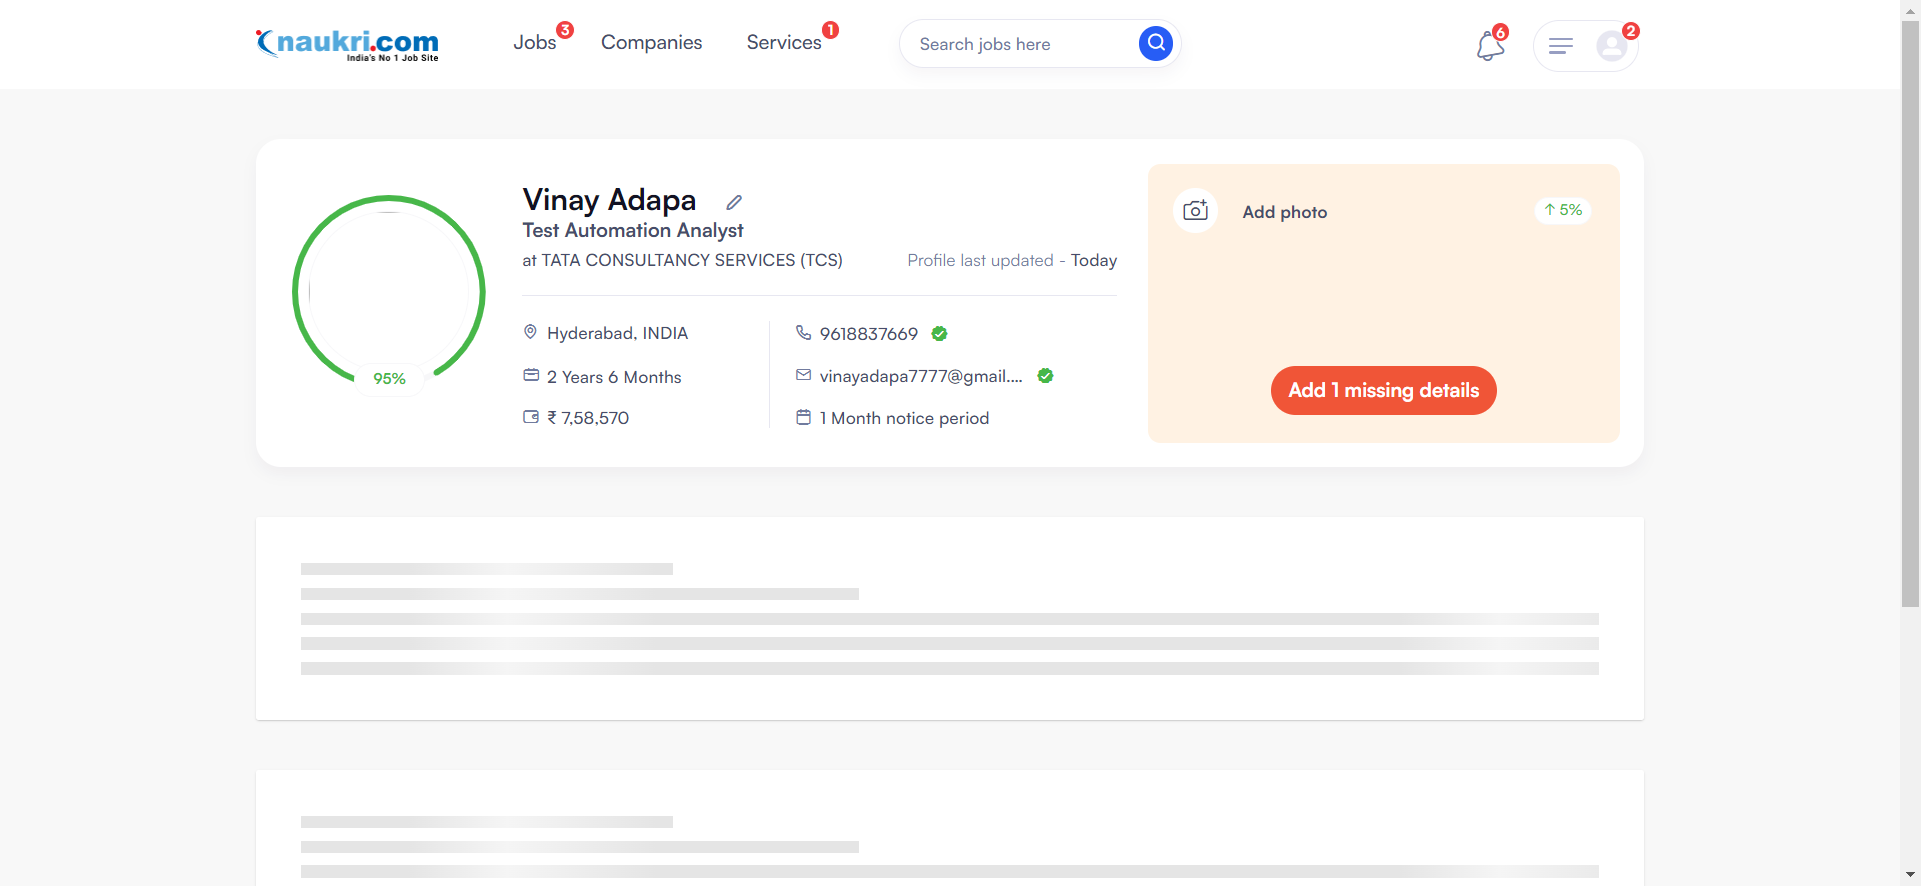 naukri.com
India's No 1 Job Site
Jobs 3
Companies
Services 1
Search jobs here
6
2
Vinay Adapa
Test Automation Analyst
at TATA CONSULTANCY SERVICES (TCS)
Profile last updated - Today
Hyderabad, INDIA
2 Years 6 Months
₹ 7,58,570
9618837669
vinayadapa7777@gmail....
1 Month notice period
95%
Add photo
↑ 5%
Add 1 missing details